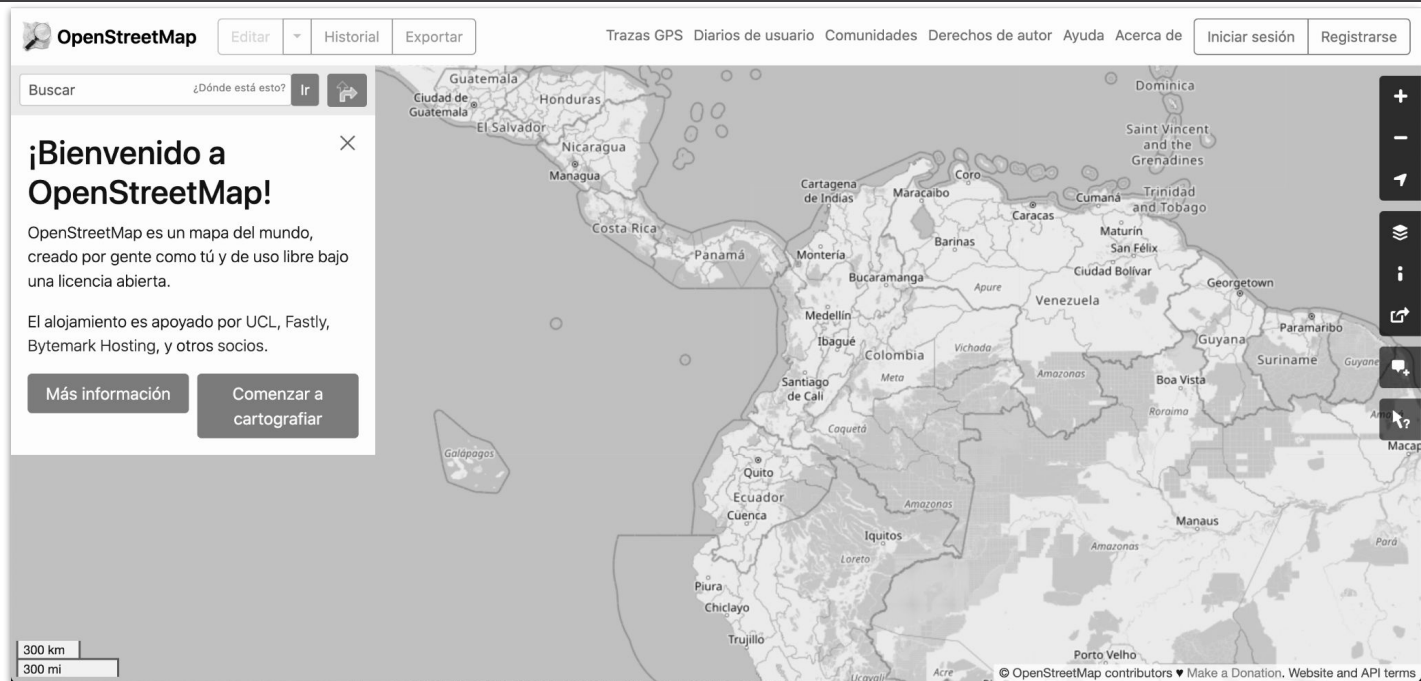 OpenStreetMap
Editar
Historial
Exportar
Trazas GPS
Diarios de usuario
Comunidades
Derechos de autor
Ayuda
Acerca de
Iniciar sesión
Registrarse
Buscar
¿Dónde está esto?
Ir
¡Bienvenido a
OpenStreetMap!
OpenStreetMap es un mapa del mundo,
creado por gente como tú y de uso libre bajo
una licencia abierta.
El alojamiento es apoyado por UCL, Fastly,
Bytemark Hosting, y otros socios.
Más información
Comenzar a
cartografiar
Guatemala
Ciudad de
Guatemala
Honduras
El Salvador
Nicaragua
Managua
Costa Rica
Panamá
Dominica
Saint Vincent
and the
Grenadines
Trinidad
and Tobago
Cartagena
de Indias
Maracaibo
Coro
Caracas
Cumaná
Maturín
San Félix
Barinas
Montería
Bucaramanga
Apure
Ciudad Bolívar
Venezuela
Georgetown
Medellín
Paramaribo
Ibagué
Colombia
Vichada
Guyana
Suriname
Guyane
Meta
Amazonas
Boa Vista
Santiago
de Cali
Roraima
Caquetá
Macap
Galápagos
Quito
Ecuador
Cuenca
Amazonas
Iquitos
Manaus
Amazonas
Pará
Loreto
Piura
Chiclayo
Trujillo
Porto Velho
Acre
Ucayali
300 km
300 mi
© OpenStreetMap contributors ♥ Make a Donation. Website and API terms